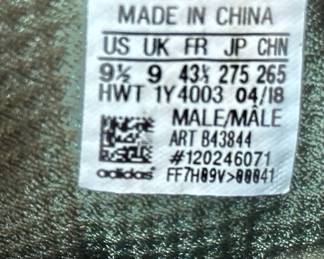 MADE IN CHINA
US UK FR JP CHN
9½ 9 43⅓ 275 265
HWT 1Y4003 04/18
MALE/MÂLE
ART B43844
#120246071
adidas FF7H09V>00041